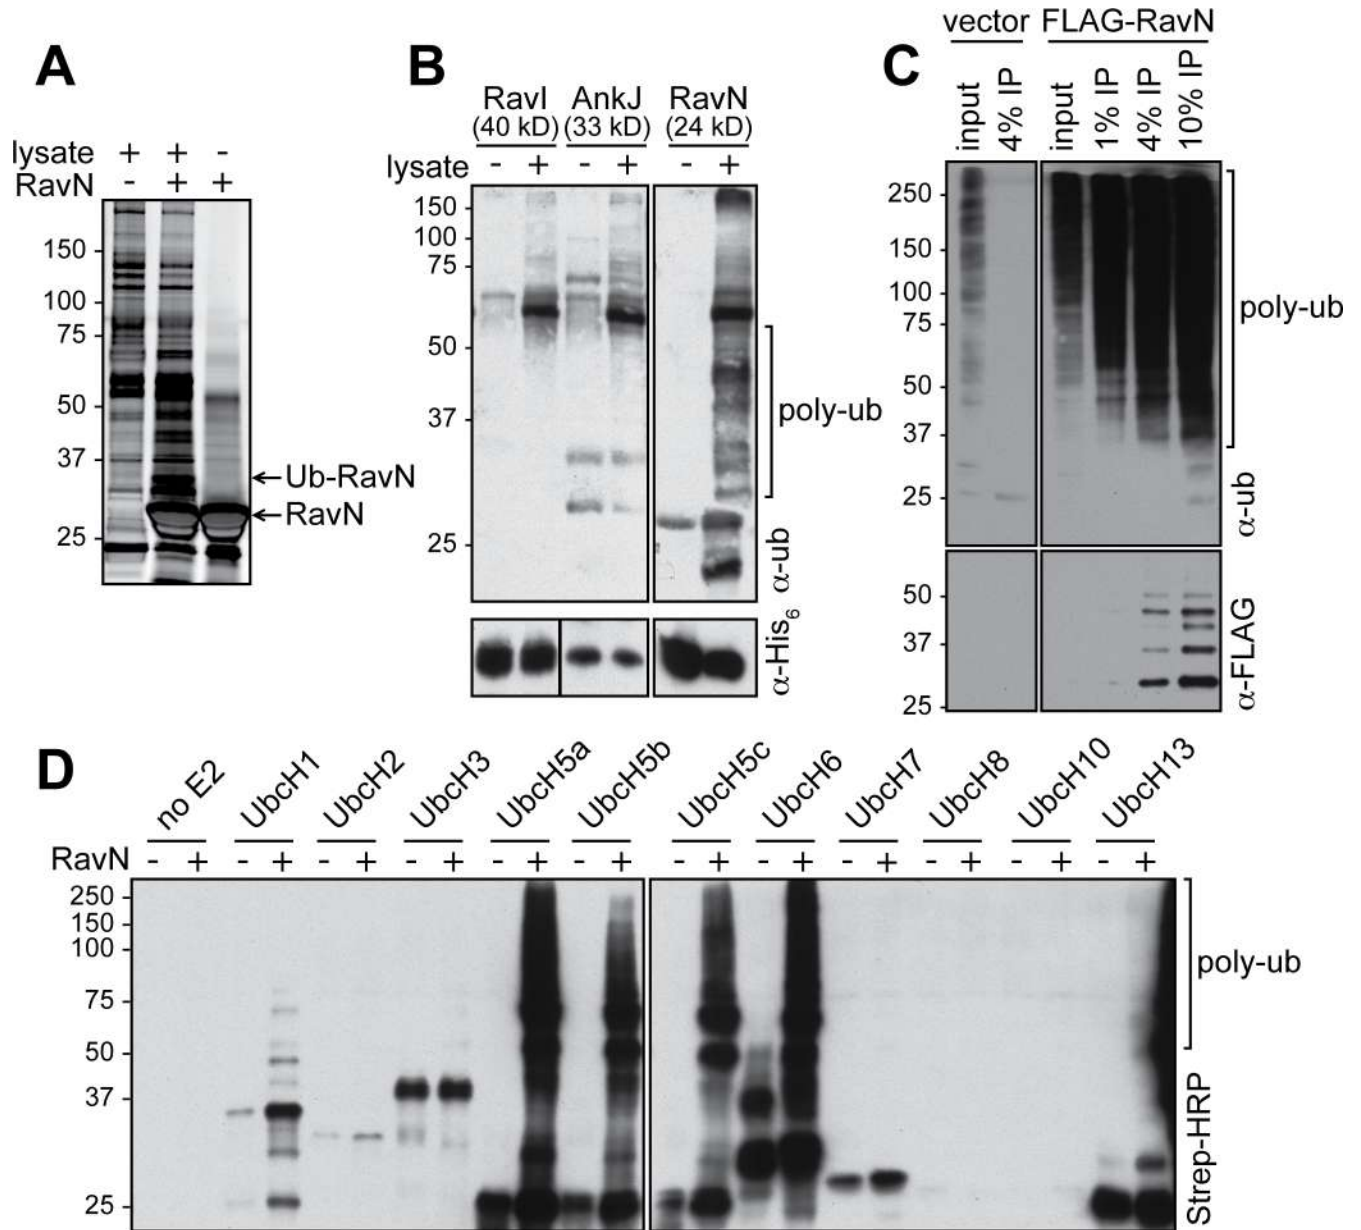 A
lysate + + -
RavN - + +
150
100
75
50
37
25
Ub-RavN
RavN
B
RavI AnkJ RavN
(40 kD) (33 kD) (24 kD)
lysate - + - + - +
150
100
75
50
37
25
poly-ub
α-ub
α-His6
C
vector FLAG-RavN
input 4% IP input 1% IP 4% IP 10% IP
250
150
100
75
50
37
25
poly-ub
α-ub
50
37
25
α-FLAG
D
no E2 UbcH1 UbcH2 UbcH3 UbcH5a UbcH5b UbcH5c UbcH6 UbcH7 UbcH8 UbcH10 UbcH13
RavN - + - + - + - + - + - + - + - + - + - + - + - +
250
150
100
75
50
37
25
poly-ub
Strep-HRP